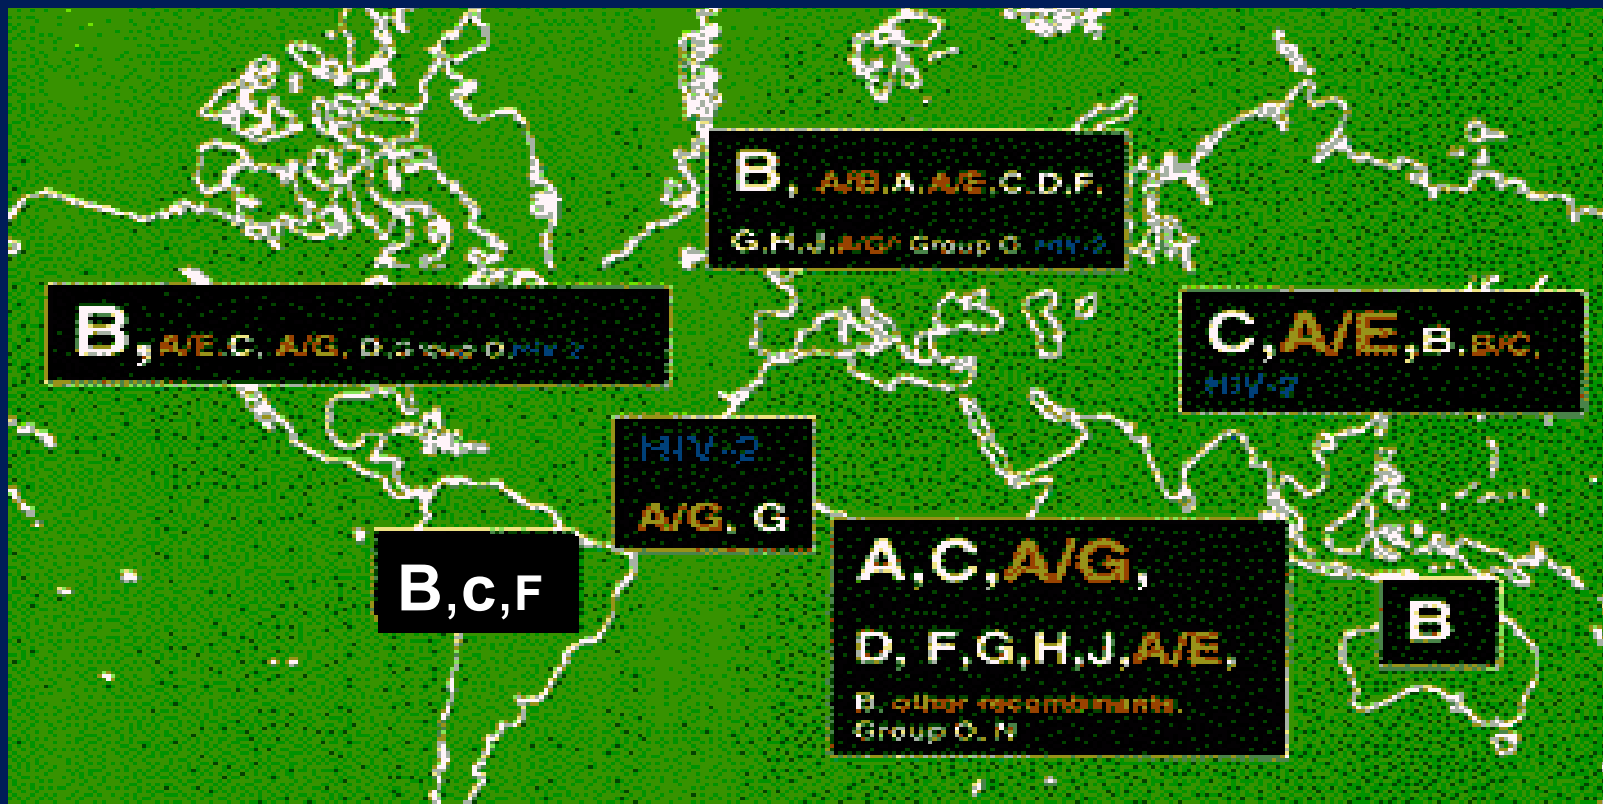 B, A/B,A,A/E,C,D,F,
G,H,J,A/G/ Group O, HIV-2
B,A/E,C, A/G, D,Group O,HIV-2
C,A/E,B,B/C,
HIV-2
HIV-2
A/G, G
B,c,F
A,C,A/G,
D, F,G,H,J,A/E,
B, other recombinants,
Group O, N
B